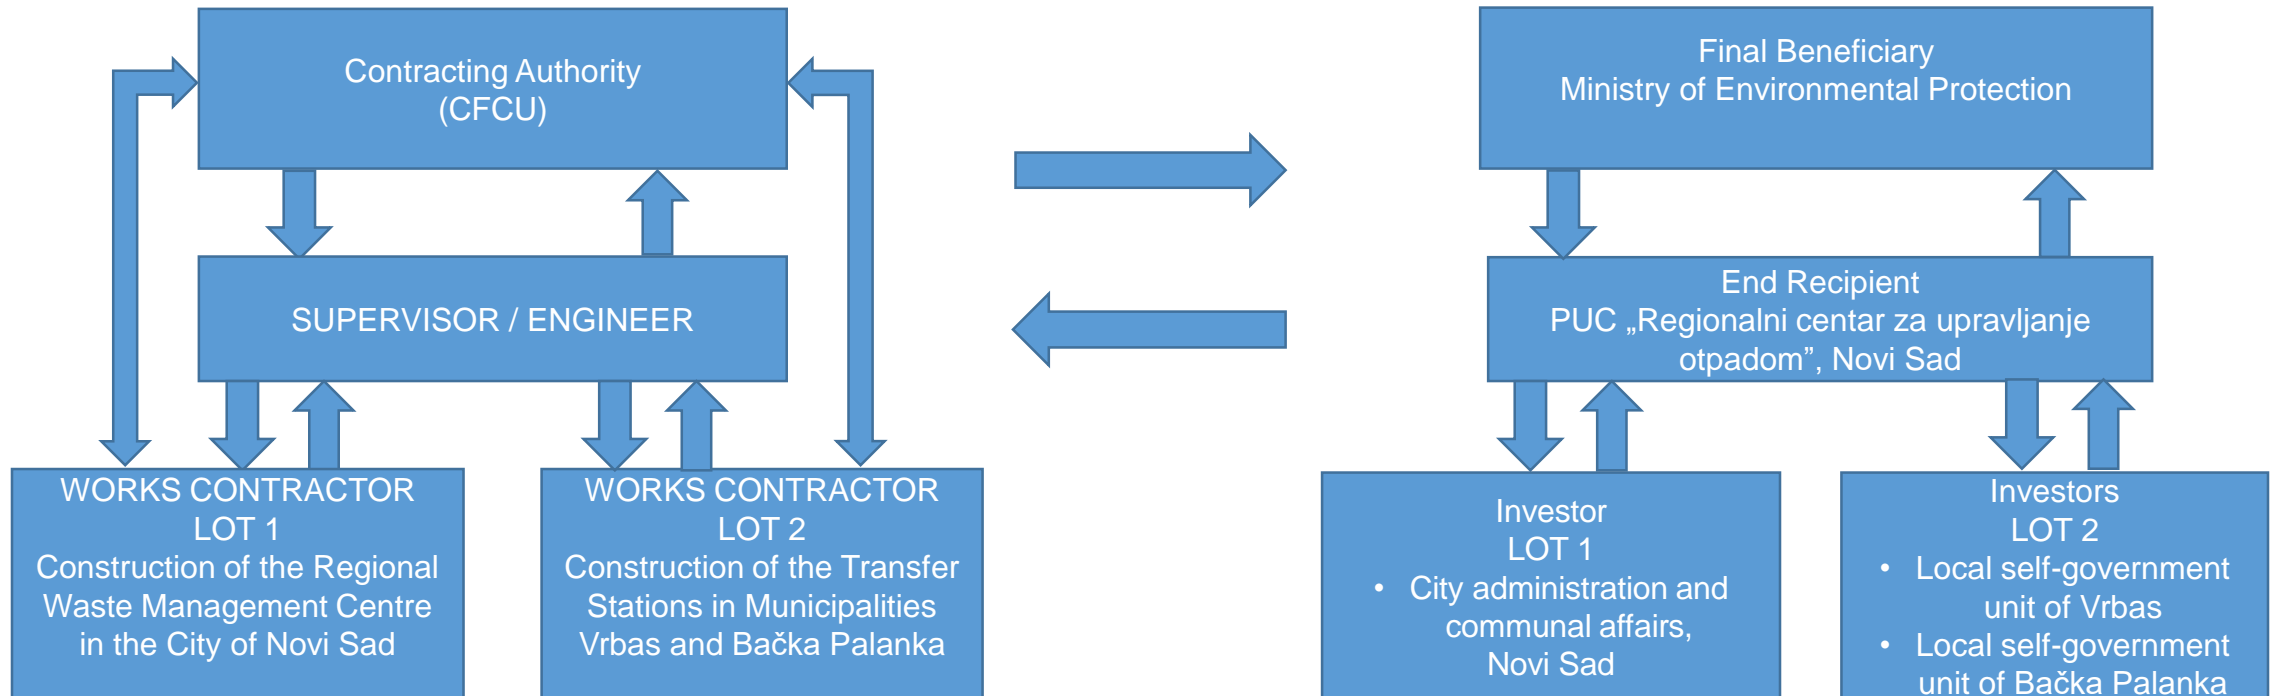 Contracting Authority
(CFCU)
Final Beneficiary
Ministry of Environmental Protection
SUPERVISOR / ENGINEER
End Recipient
PUC „Regionalni centar za upravljanje
otpadom”, Novi Sad
WORKS CONTRACTOR
LOT 1
Construction of the Regional
Waste Management Centre
in the City of Novi Sad
WORKS CONTRACTOR
LOT 2
Construction of the Transfer
Stations in Municipalities
Vrbas and Bačka Palanka
Investor
LOT 1
• City administration and
communal affairs,
Novi Sad
Investors
LOT 2
• Local self-government
unit of Vrbas
• Local self-government
unit of Bačka Palanka